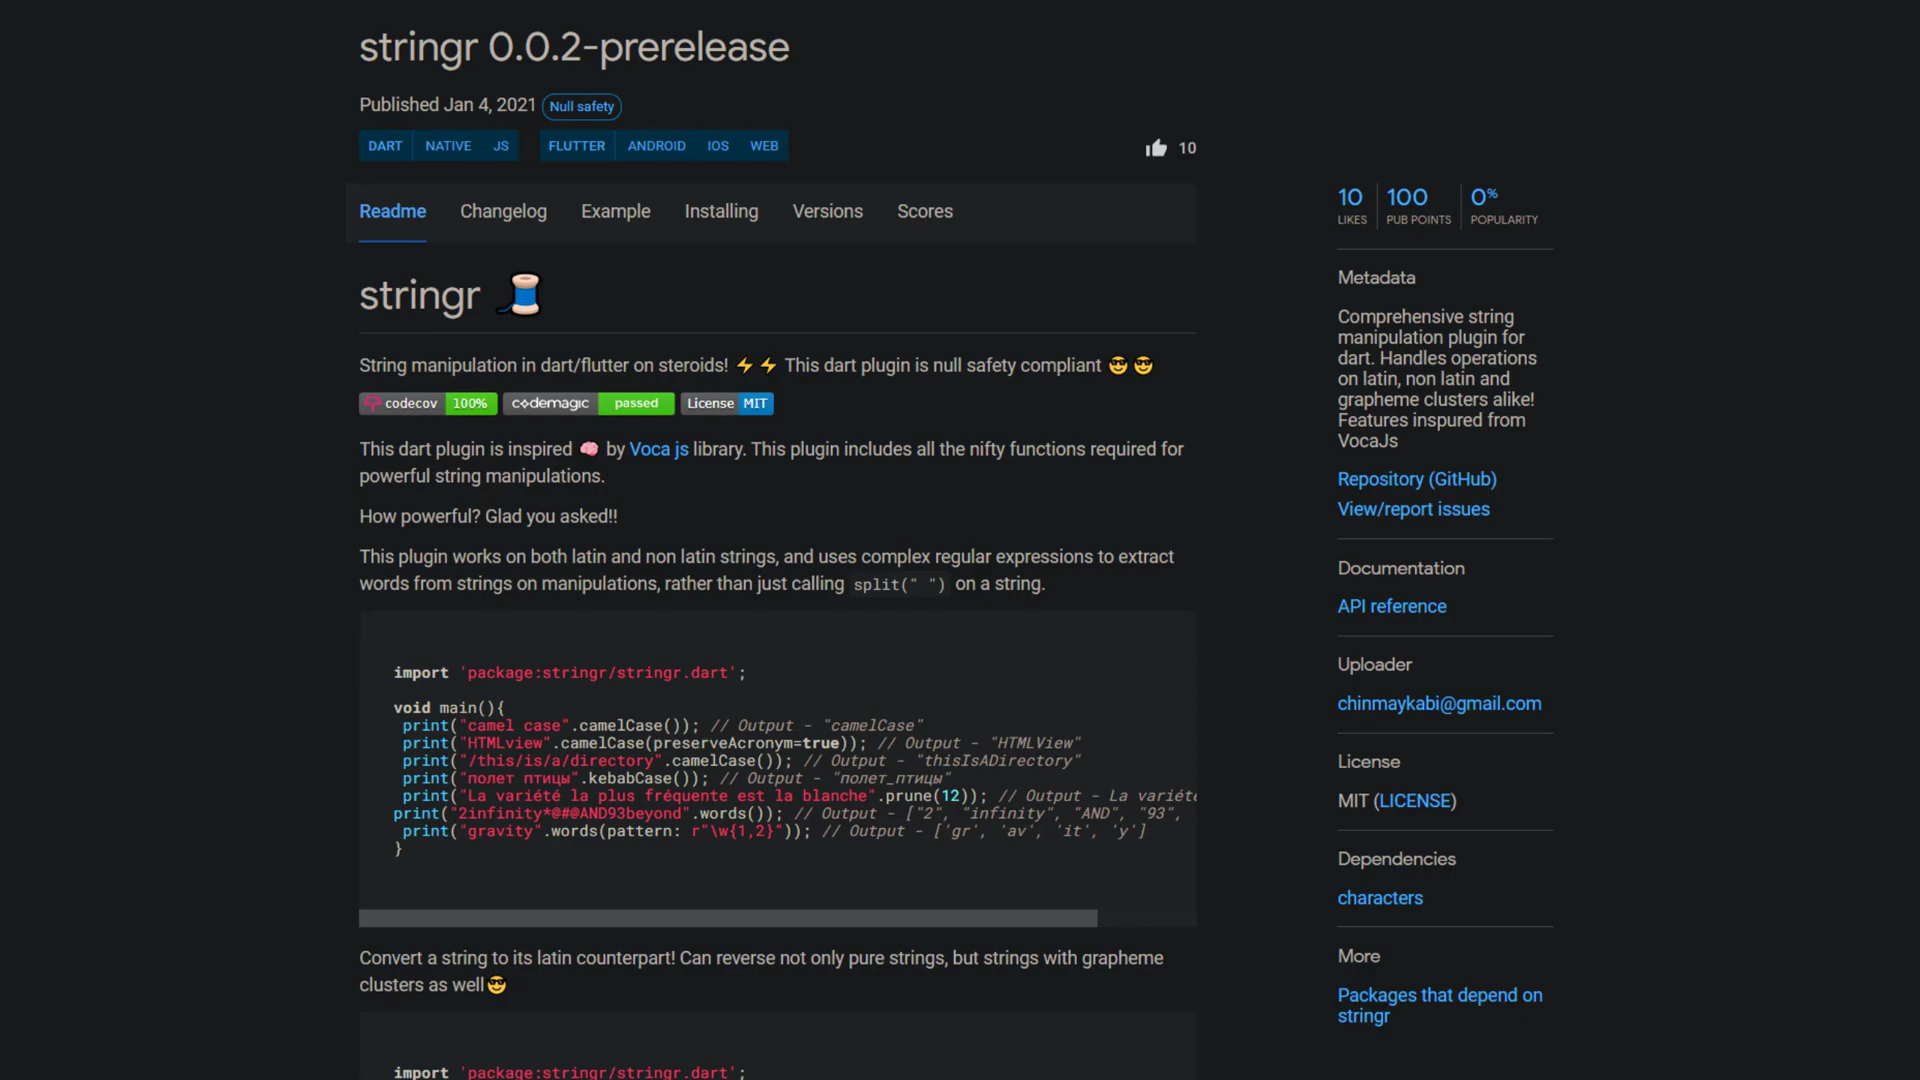 stringr 0.0.2-prerelease
Published Jan 4, 2021 Null safety
DART NATIVE JS FLUTTER ANDROID IOS WEB
10
Readme Changelog Example Installing Versions Scores
stringr
String manipulation in dart/flutter on steroids! ⚡⚡ This dart plugin is null safety compliant 😎😎
codecov 100% codemagic passed License MIT
This dart plugin is inspired 🧠 by Voca js library. This plugin includes all the nifty functions required for
powerful string manipulations.
How powerful? Glad you asked!!
This plugin works on both latin and non latin strings, and uses complex regular expressions to extract
words from strings on manipulations, rather than just calling split(" ") on a string.
import 'package:stringr/stringr.dart';
void main(){
print("camel case".camelCase()); // Output - "camelCase"
print("HTMLview".camelCase(preserveAcronym=true)); // Output - "HTMLView"
print("/this/is/a/directory".camelCase()); // Output - "thisIsADirectory"
print("полет птицы".kebabCase()); // Output - "полет_птицы"
print("La variété la plus fréquente est la blanche".prune(12)); // Output - La variété
print("2infinity*@#@AND93beyond".words()); // Output - ["2", "infinity", "AND", "93",
print("gravity".words(pattern: r"\w{1,2}")); // Output - ['gr', 'av', 'it', 'y']
}
Convert a string to its latin counterpart! Can reverse not only pure strings, but strings with grapheme
clusters as well😎
import 'package:stringr/stringr.dart';
10 100 0%
LIKES PUB POINTS POPULARITY
Metadata
Comprehensive string
manipulation plugin for
dart. Handles operations
on latin, non latin and
grapheme clusters alike!
Features inspured from
VocaJs
Repository (GitHub)
View/report issues
Documentation
API reference
Uploader
chinmaykabi@gmail.com
License
MIT (LICENSE)
Dependencies
characters
More
Packages that depend on
stringr